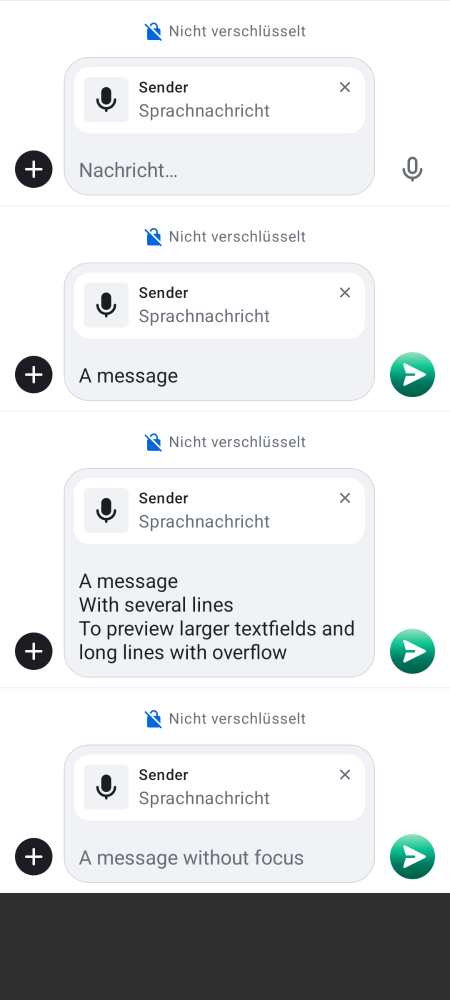 Nicht verschlüsselt
Sender
Sprachnachricht
Nachricht…
Nicht verschlüsselt
Sender
Sprachnachricht
A message
Nicht verschlüsselt
Sender
Sprachnachricht
A message
With several lines
To preview larger textfields and
long lines with overflow
Nicht verschlüsselt
Sender
Sprachnachricht
A message without focus